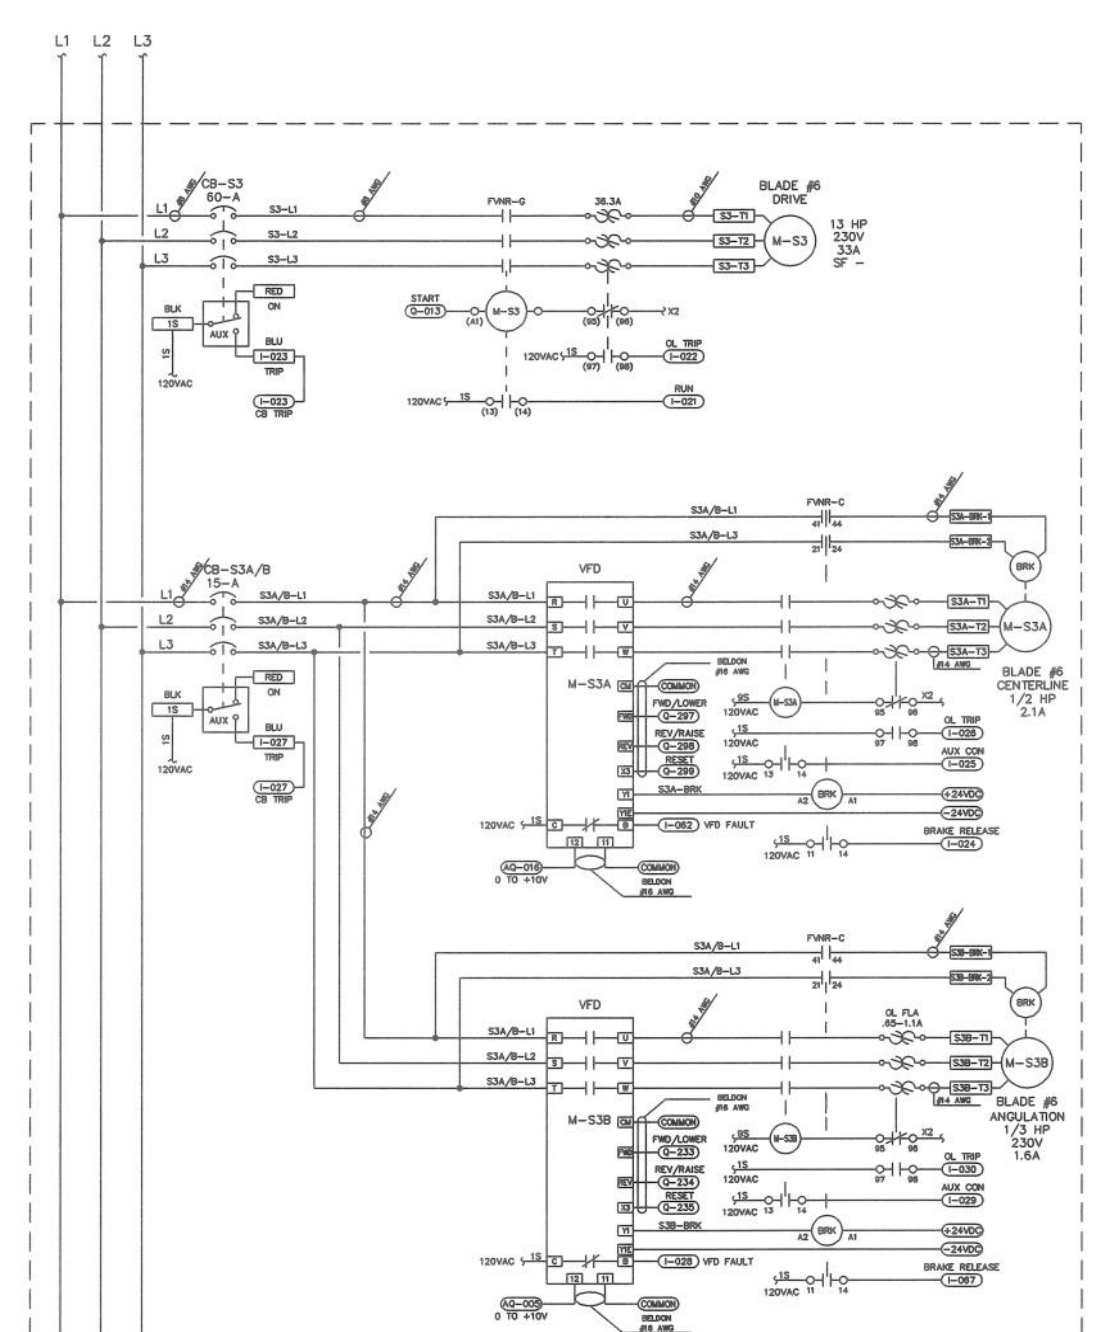 L1 L2 L3
CB-S3
60-A
#8 AWG
#8 AWG
#10 AWG
L1 S3-L1 FVNR-G 36.3A S3-T1
L2 S3-L2 S3-T2
L3 S3-L3 S3-T3
BLADE #6
DRIVE
M-S3
13 HP
230V
33A
SF -
RED
ON
BLK
1S
AUX
BLU
I-023
TRIP
1S
120VAC
I-023
CB TRIP
START
Q-013 (A1) M-S3 (95) (96) X2
120VAC 1S (97) (98) OL TRIP
I-022
120VAC 1S (13) (14) RUN
I-021
S3A/B-L1 FVNR-C 41 44 #14 AWG S3A-BRK-1
S3A/B-L3 21 24 S3A-BRK-2
BRK
CB-S3A/B
15-A
#14 AWG
#14 AWG
VFD
#14 AWG
L1 S3A/B-L1 S3A/B-L1 R U S3A-T1
L2 S3A/B-L2 S3A/B-L2 S V S3A-T2 M-S3A
L3 S3A/B-L3 S3A/B-L3 T W S3A-T3
#14 AWG
BELDON
#16 AWG
BLADE #6
CENTERLINE
1/2 HP
2.1A
RED
ON
BLK
1S
AUX
BLU
I-027
TRIP
1S
120VAC
I-027
CB TRIP
M-S3A CM COMMON
FWD/LOWER
FWD Q-297
REV/RAISE
REV Q-298
RESET
X3 Q-299
9S
120VAC M-S3A 95 96 X2
1S
120VAC 97 98 OL TRIP
I-026
1S
120VAC 13 14 AUX CON
I-025
Y1 S3A-BRK A2 BRK A1 +24VDC
Y1E -24VDC
120VAC 1S C B I-062 VFD FAULT
1S
120VAC 11 14 BRAKE RELEASE
I-024
#14 AWG
12 11
AQ-016 COMMON
0 TO +10V BELDON
#16 AWG
S3A/B-L1 FVNR-C 41 44 #14 AWG S3B-BRK-1
S3A/B-L3 21 24 S3B-BRK-2
BRK
VFD
#14 AWG
OL FLA
.65-1.1A
S3A/B-L1 R U S3B-T1
S3A/B-L2 S V S3B-T2 M-S3B
S3A/B-L3 T W S3B-T3
#14 AWG
BELDON
#16 AWG
BLADE #6
ANGULATION
1/3 HP
230V
1.6A
M-S3B CM COMMON
FWD/LOWER
FWD Q-233
REV/RAISE
REV Q-234
RESET
X3 Q-235
9S
120VAC M-S3B 95 96 X2
1S
120VAC 97 98 OL TRIP
I-030
1S
120VAC 13 14 AUX CON
I-029
Y1 S3B-BRK A2 BRK A1 +24VDC
Y1E -24VDC
120VAC 1S C B I-028 VFD FAULT
1S
120VAC 11 14 BRAKE RELEASE
I-067
12 11
AQ-005 COMMON
0 TO +10V BELDON
#16 AWG